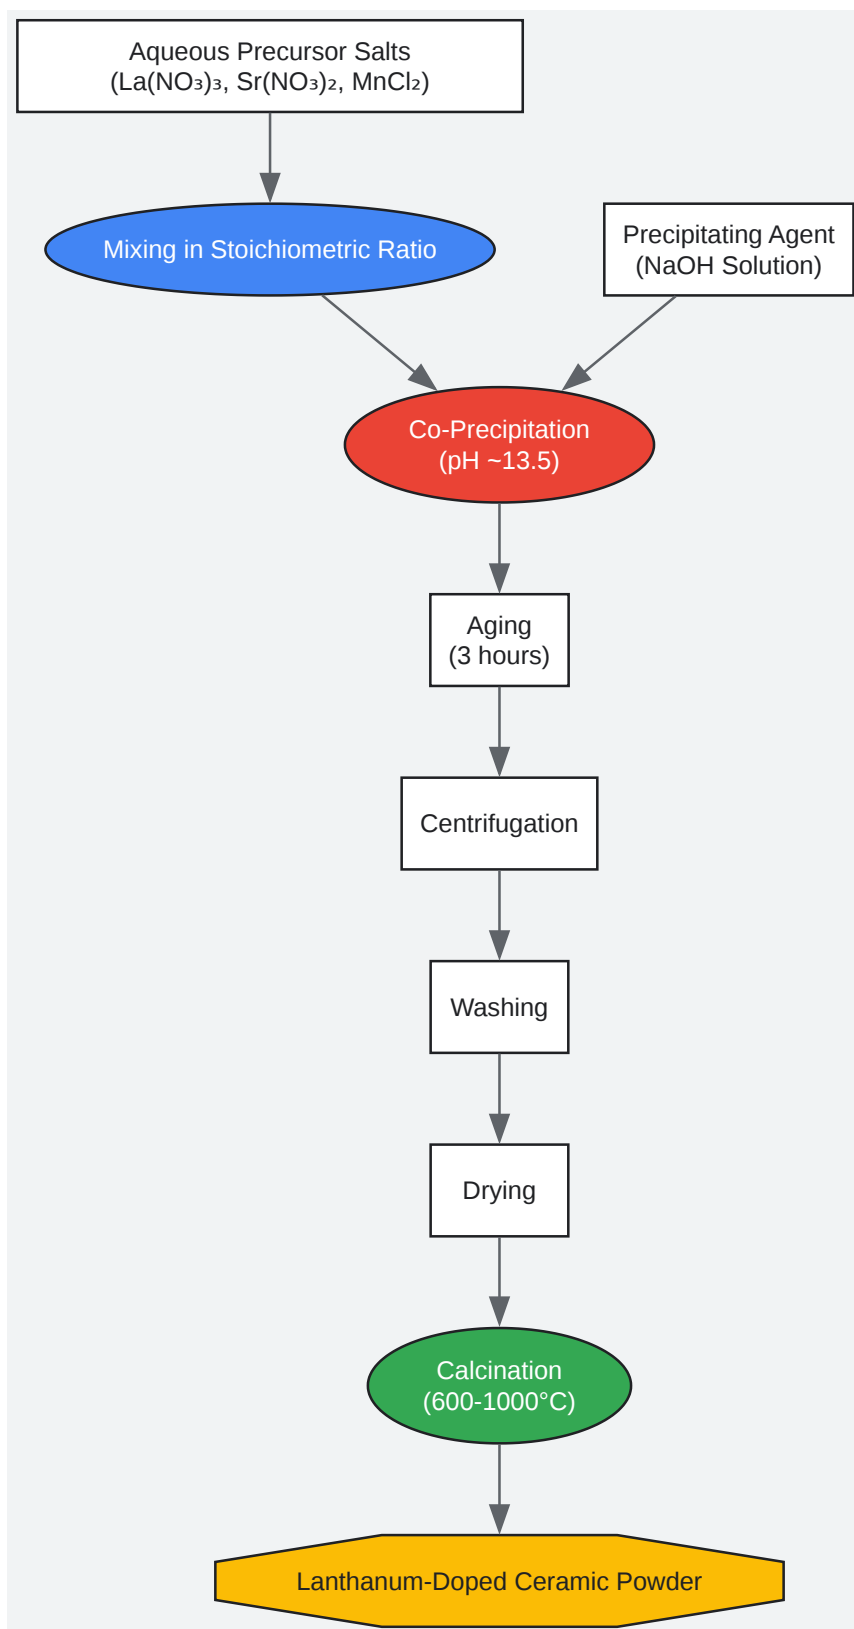 Aqueous Precursor Salts
(La(NO₃)₃, Sr(NO₃)₂, MnCl₂)
Mixing in Stoichiometric Ratio
Precipitating Agent
(NaOH Solution)
Co-Precipitation
(pH ~13.5)
Aging
(3 hours)
Centrifugation
Washing
Drying
Calcination
(600-1000°C)
Lanthanum-Doped Ceramic Powder